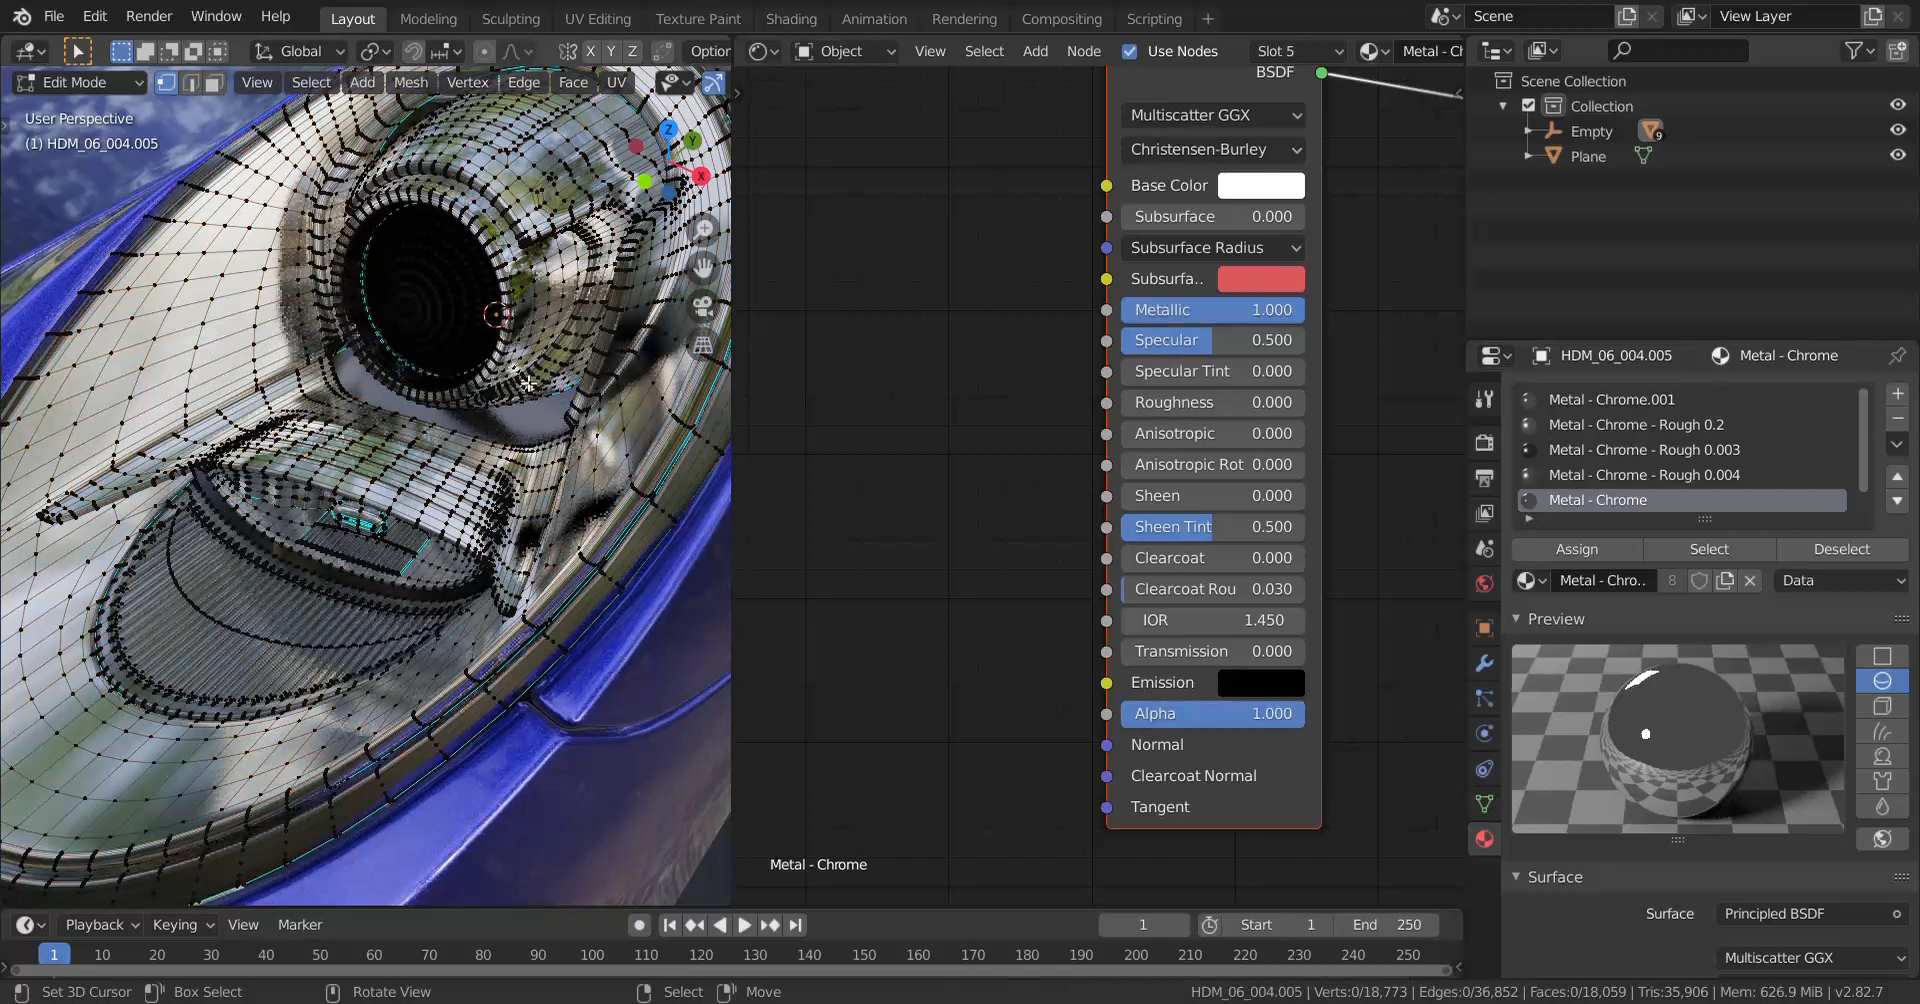 File Edit Render Window Help Layout Modeling Sculpting UV Editing Texture Paint Shading Animation Rendering Compositing Scripting + Scene View Layer
Global X Y Z Object View Select Add Node Use Nodes Slot 5
Edit Mode View Select Add Mesh Vertex Edge Face UV
User Perspective
(1) HDM_06_004.005
Z
Y
X
BSDF
Multiscatter GGX
Christensen-Burley
Base Color
Subsurface 0.000
Subsurface Radius
Subsurfa..
Metallic 1.000
Specular 0.500
Specular Tint 0.000
Roughness 0.000
Anisotropic 0.000
Anisotropic Rot 0.000
Sheen 0.000
Sheen Tint 0.500
Clearcoat 0.000
Clearcoat Rou 0.030
IOR 1.450
Transmission 0.000
Emission
Alpha 1.000
Normal
Clearcoat Normal
Tangent
Metal - Chrome
Scene Collection
Collection
Empty 9
Plane
HDM_06_004.005 Metal - Chrome
Metal - Chrome.001
Metal - Chrome - Rough 0.2
Metal - Chrome - Rough 0.003
Metal - Chrome - Rough 0.004
Metal - Chrome
Assign Select Deselect
Metal - Chro.. 8 Data
Preview
Surface
Surface Principled BSDF
Multiscatter GGX
Playback Keying View Marker 1 Start 1 End 250
1 10 20 30 40 50 60 70 80 90 100 110 120 130 140 150 160 170 180 190 200 210 220 230 240 250
Set 3D Cursor Box Select Rotate View Select Move HDM_06_004.005 | Verts:0/18,773 | Edges:0/36,852 | Faces:0/18,059 | Tris:35,906 | Mem: 626.9 MiB | v2.82.7